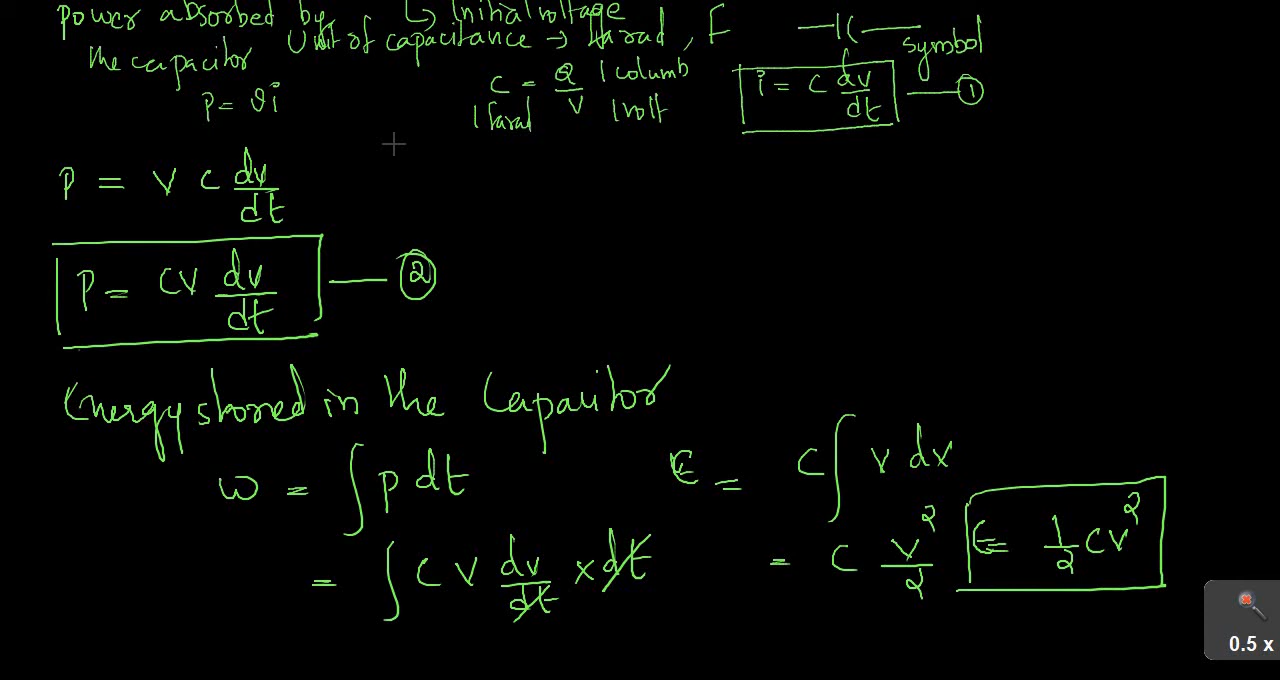 power absorbed by ↳ Initial voltage
the capacitor Unit of capacitance → Farad, F symbol
P = vi C = Q/V 1 columb i = C dv/dt — ①
1 Farad 1 volt
P = V C dv/dt
P = CV dv/dt — ②
Energy stored in the Capacitor
w = ∫ p dt E = C ∫ v dx
= ∫ C V dv/dt × dt = C v²/2 E = 1/2 CV²
0.5 x